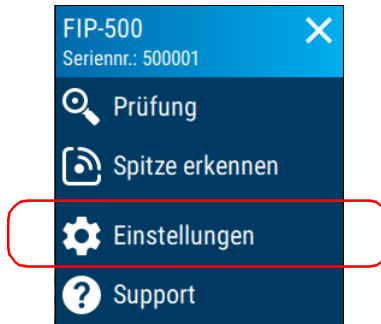 FIP-500
Seriennr.: 500001
Prüfung
Spitze erkennen
Einstellungen
Support